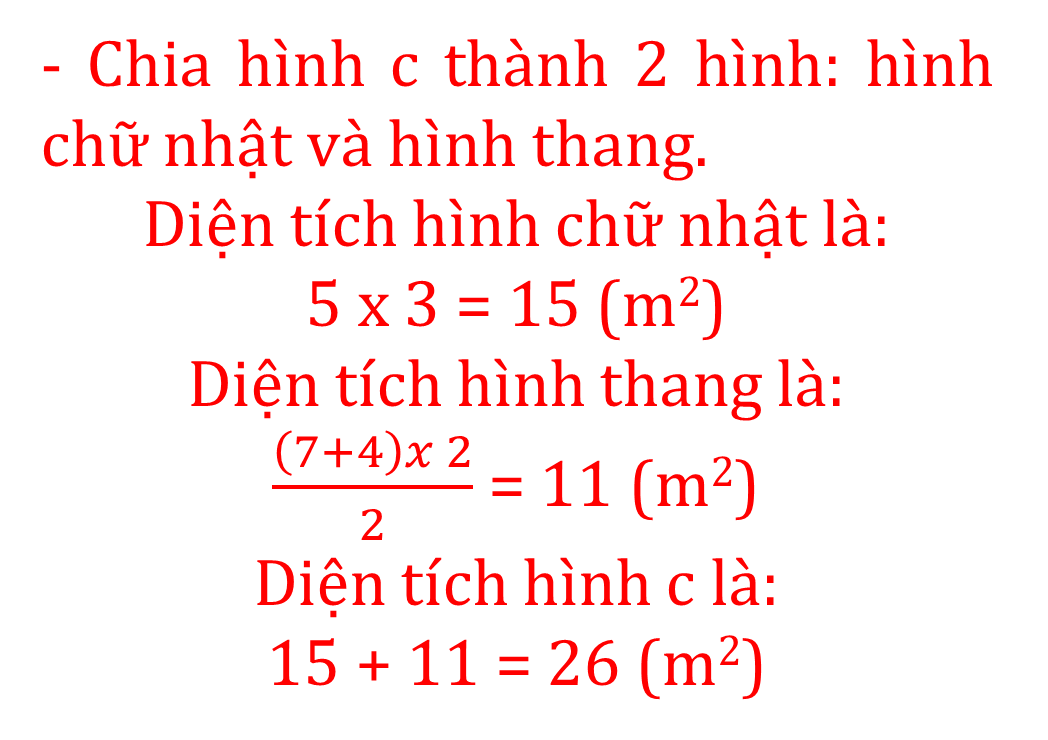 - Chia hình c thành 2 hình: hình
chữ nhật và hình thang.
Diện tích hình chữ nhật là:
5 x 3 = 15 (m²)
Diện tích hình thang là:
(7+4)x 2
2
= 11 (m²)
Diện tích hình c là:
15 + 11 = 26 (m²)